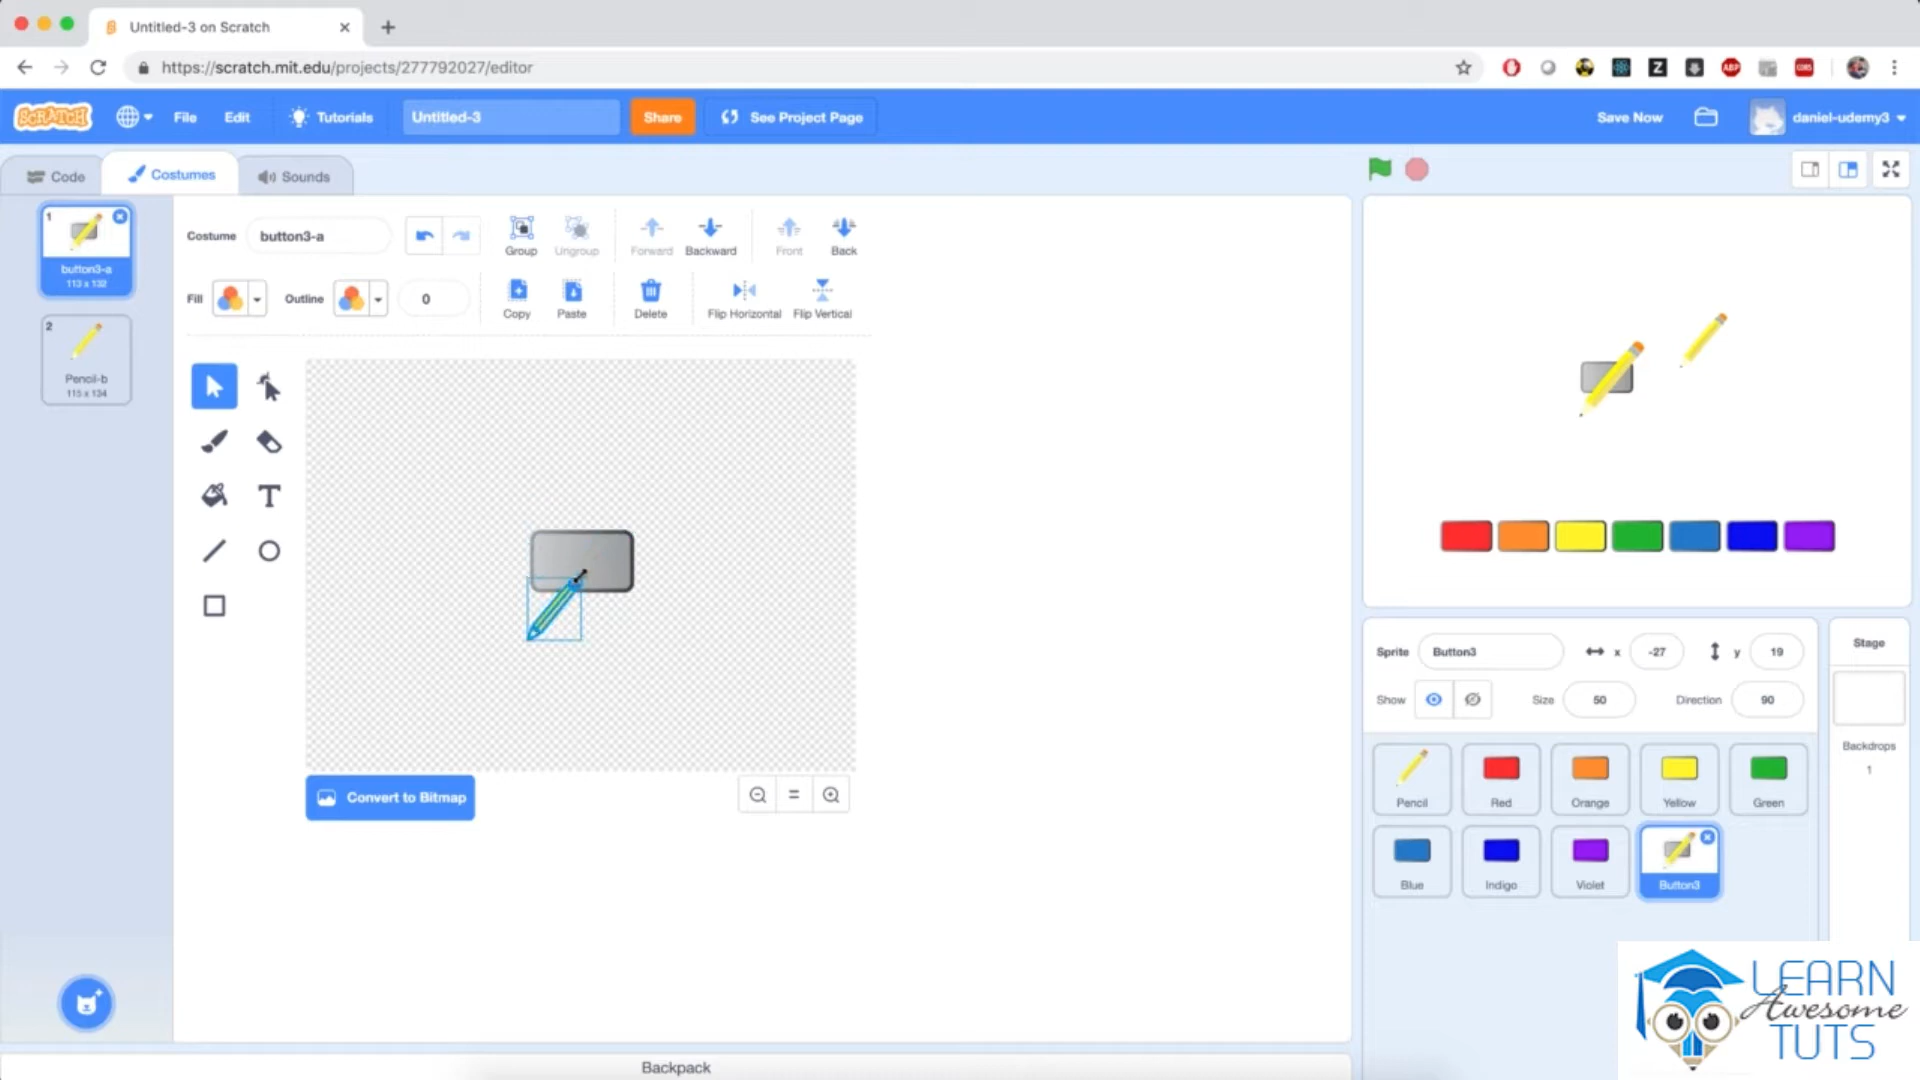 Untitled-3 on Scratch
https://scratch.mit.edu/projects/277792027/editor
Z
ABP
CORS
SCRATCH
File
Edit
Tutorials
Untitled-3
Share
See Project Page
Save Now
daniel-udemy3
Code
Costumes
Sounds
1
button3-a
113 x 132
2
Pencil-b
115 x 134
Costume
button3-a
Group
Ungroup
Forward
Backward
Front
Back
Fill
Outline
0
Copy
Paste
Delete
Flip Horizontal
Flip Vertical
T
Convert to Bitmap
Sprite
Button3
x
-27
y
19
Show
Size
50
Direction
90
Stage
Backdrops
1
Pencil
Red
Orange
Yellow
Green
Blue
Indigo
Violet
Button3
Backpack
LEARN
Awesome
TUTS